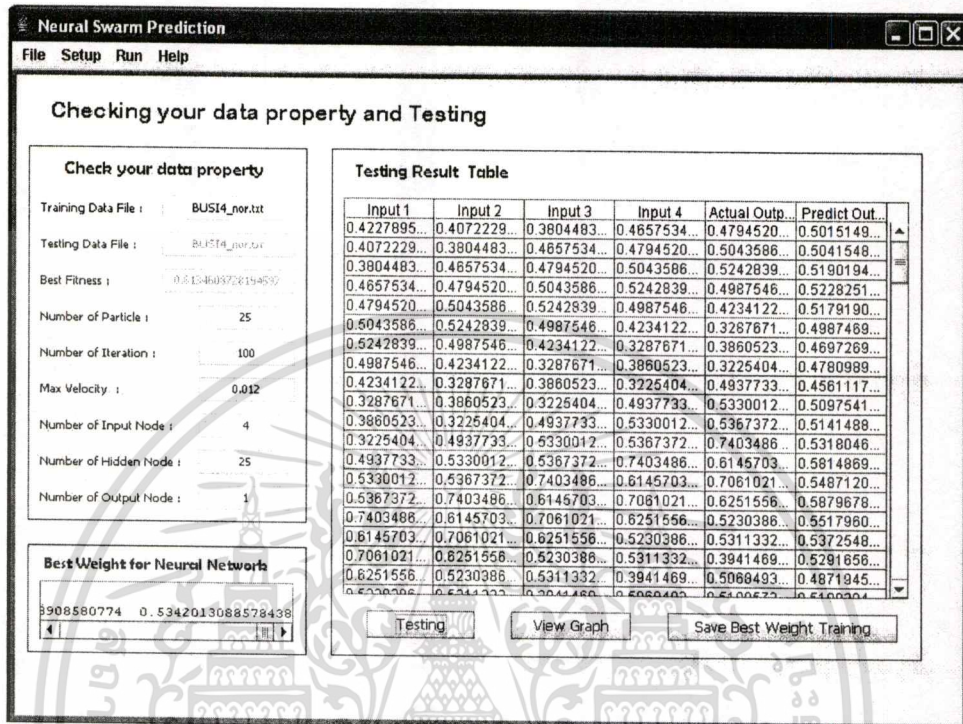 Neural Swarm Prediction
File Setup Run Help
Checking your data property and Testing
Check your data property
Training Data File : BUSI4_nor.txt
Testing Data File : BUSI4_nor.txt
Best Fitness :
Number of Particle : 25
Number of Iteration : 100
Max Velocity : 0.012
Number of Input Node : 4
Number of Hidden Node : 25
Number of Output Node : 1
Best Weight for Neural Network
3908580774 0.5342013088578438
Testing Result Table
Input 1 Input 2 Input 3 Input 4 Actual Outp... Predict Out...
0.4227895... 0.4072229... 0.3804483... 0.4657534... 0.4794520... 0.5015149...
0.4072229... 0.3804483... 0.4657534... 0.4794520... 0.5043586... 0.5041548...
0.3804483... 0.4657534... 0.4794520... 0.5043586... 0.5242839... 0.5190194...
0.4657534... 0.4794520... 0.5043586... 0.5242839... 0.4987546... 0.5228251...
0.4794520... 0.5043586... 0.5242839... 0.4987546... 0.4234122... 0.5179190...
0.5043586... 0.5242839... 0.4987546... 0.4234122... 0.3287671... 0.4987469...
0.5242839... 0.4987546... 0.4234122... 0.3287671... 0.3860523... 0.4697269...
0.4987546... 0.4234122... 0.3287671... 0.3860523... 0.3225404... 0.4780989...
0.4234122... 0.3287671... 0.3860523... 0.3225404... 0.4937733... 0.4561117...
0.3287671... 0.3860523... 0.3225404... 0.4937733... 0.5330012... 0.5097541...
0.3860523... 0.3225404... 0.4937733... 0.5330012... 0.5367372... 0.5141488...
0.3225404... 0.4937733... 0.5330012... 0.5367372... 0.7403486... 0.5318046...
0.4937733... 0.5330012... 0.5367372... 0.7403486... 0.6145703... 0.5814869...
0.5330012... 0.5367372... 0.7403486... 0.6145703... 0.7061021... 0.5487120...
0.5367372... 0.7403486... 0.6145703... 0.7061021... 0.6251556... 0.5879678...
0.7403486... 0.6145703... 0.7061021... 0.6251556... 0.5230386... 0.5517960...
0.6145703... 0.7061021... 0.6251556... 0.5230386... 0.5311332... 0.5372548...
0.7061021... 0.6251556... 0.5230386... 0.5311332... 0.3941469... 0.5291656...
0.6251556... 0.5230386... 0.5311332... 0.3941469... 0.5068493... 0.4871945...
Testing View Graph Save Best Weight Training